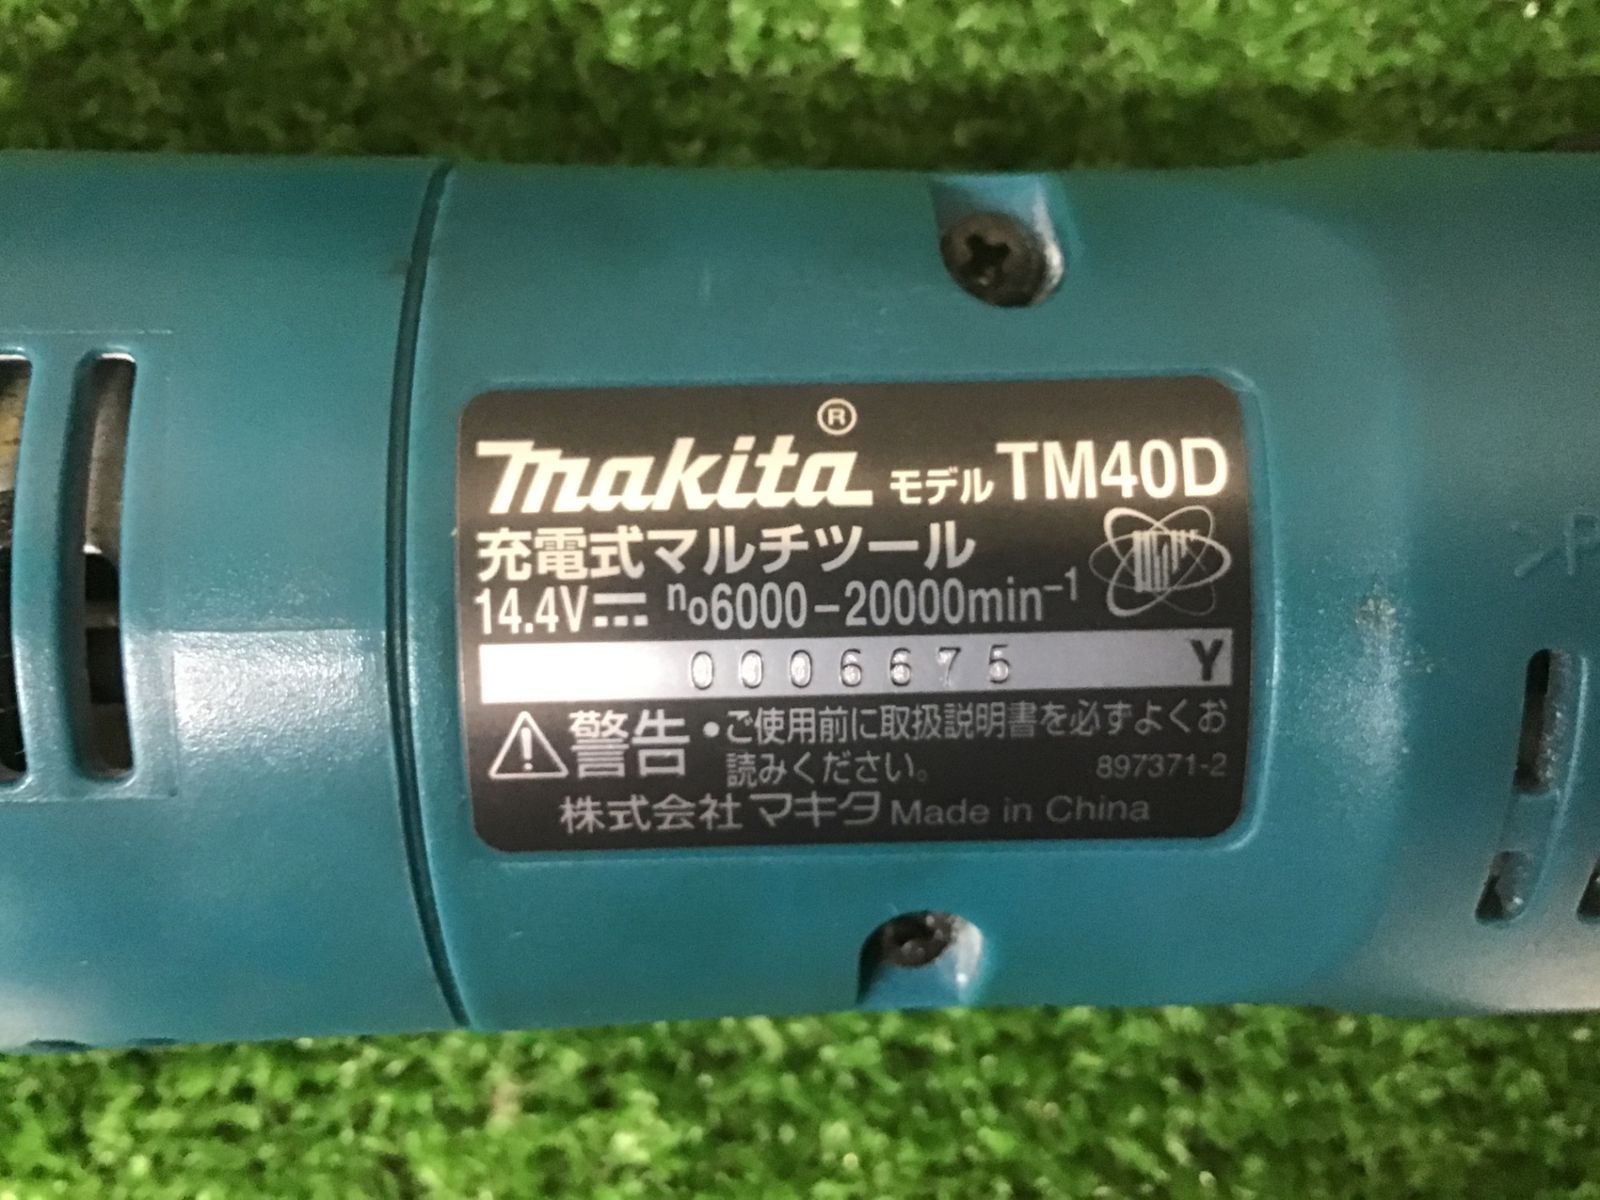 makita® モデル TM40D
充電式マルチツール
14.4V⎓ n₀6000−20000min⁻¹
0006675 Y
⚠警告 •ご使用前に取扱説明書を必ずよくお
読みください。 897371-2
株式会社マキタ Made in China